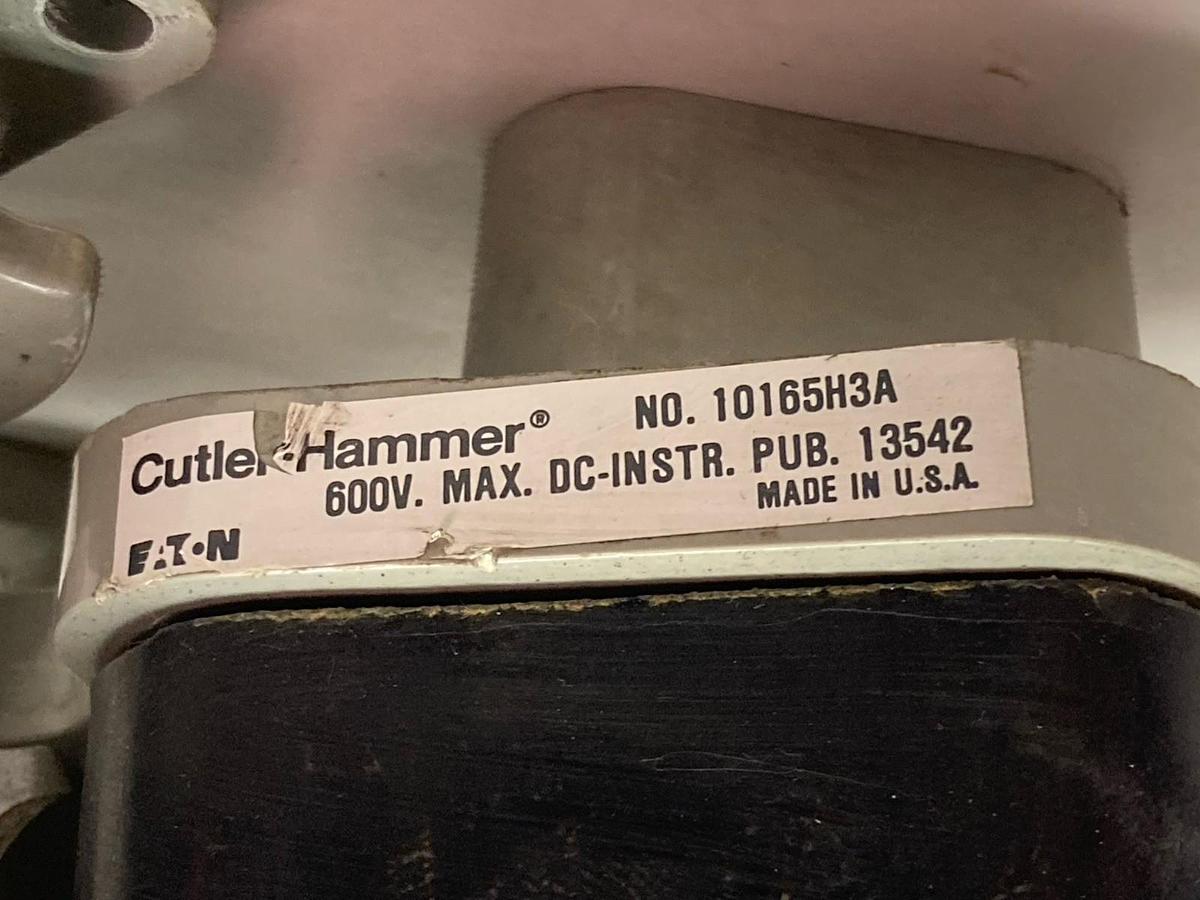 Cutler-Hammer® NO. 10165H3A
600V. MAX. DC-INSTR. PUB. 13542
MADE IN U.S.A.
EATON